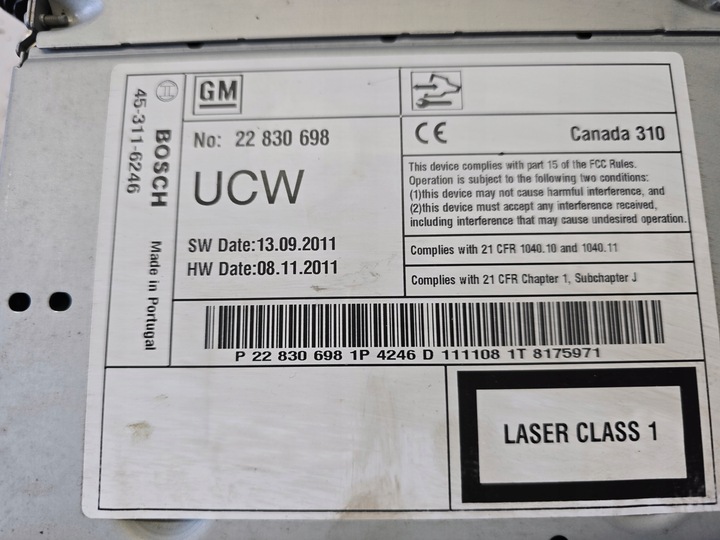 BOSCH
45-311-6246
Made in Portugal
GM
No: 22 830 698
UCW
SW Date:13.09.2011
HW Date:08.11.2011
CE
Canada 310
This device complies with part 15 of the FCC Rules.
Operation is subject to the following two conditions:
(1)this device may not cause harmful interference, and
(2)this device must accept any interference received,
including interference that may cause undesired operation.
Complies with 21 CFR 1040.10 and 1040.11
Complies with 21 CFR Chapter 1, Subchapter J
P 22 830 698 1P 4246 D 111108 1T 8175971
LASER CLASS 1